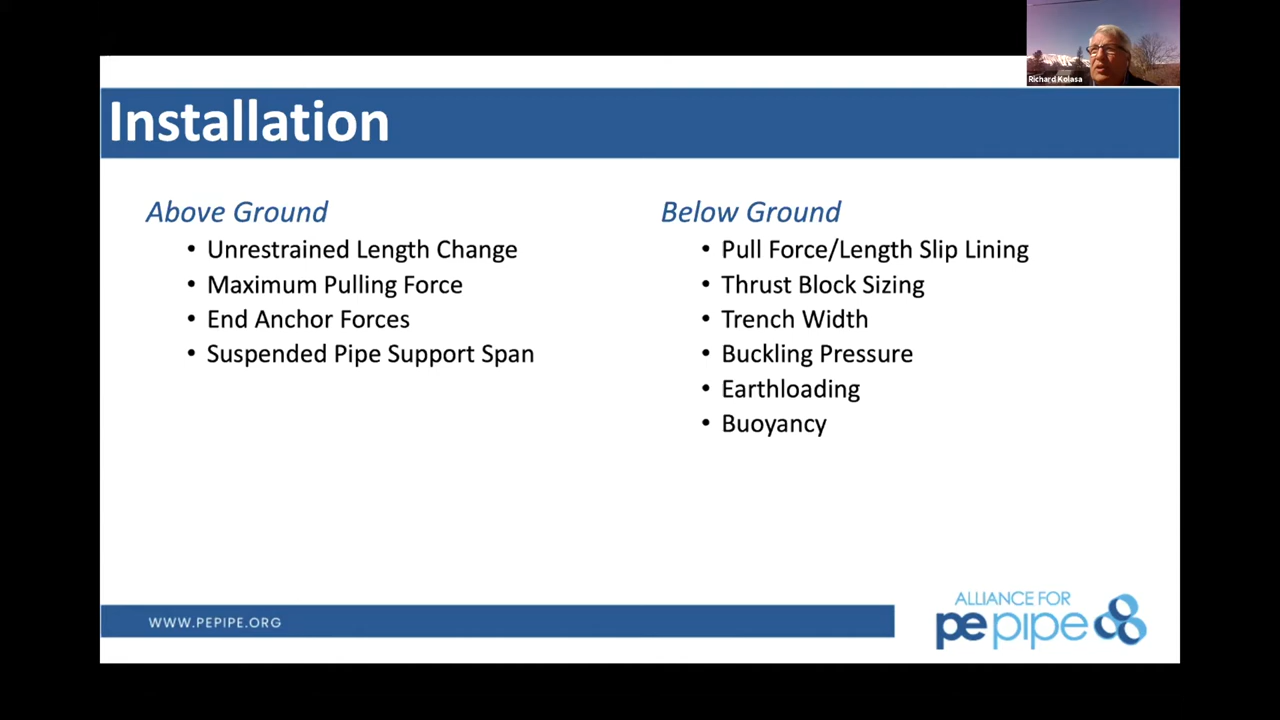 Richard Kolasa
Installation
Above Ground
• Unrestrained Length Change
• Maximum Pulling Force
• End Anchor Forces
• Suspended Pipe Support Span
Below Ground
• Pull Force/Length Slip Lining
• Thrust Block Sizing
• Trench Width
• Buckling Pressure
• Earthloading
• Buoyancy
WWW.PEPIPE.ORG
ALLIANCE FOR
pepipe